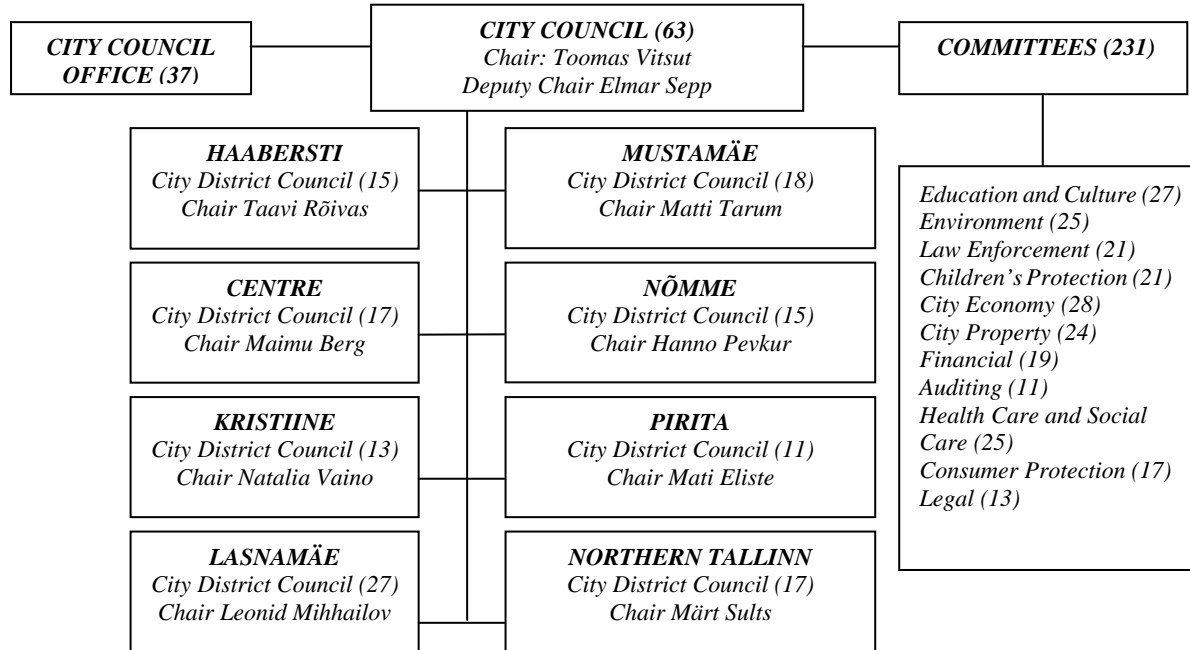 CITY COUNCIL
OFFICE (37)
CITY COUNCIL (63)
Chair: Toomas Vitsut
Deputy Chair Elmar Sepp
COMMITTEES (231)
HAABERSTI
City District Council (15)
Chair Taavi Rõivas
MUSTAMÄE
City District Council (18)
Chair Matti Tarum
CENTRE
City District Council (17)
Chair Maimu Berg
NÕMME
City District Council (15)
Chair Hanno Pevkur
KRISTIINE
City District Council (13)
Chair Natalia Vaino
PIRITA
City District Council (11)
Chair Mati Eliste
LASNAMÄE
City District Council (27)
Chair Leonid Mihhailov
NORTHERN TALLINN
City District Council (17)
Chair Märt Sults
Education and Culture (27)
Environment (25)
Law Enforcement (21)
Children's Protection (21)
City Economy (28)
City Property (24)
Financial (19)
Auditing (11)
Health Care and Social
Care (25)
Consumer Protection (17)
Legal (13)